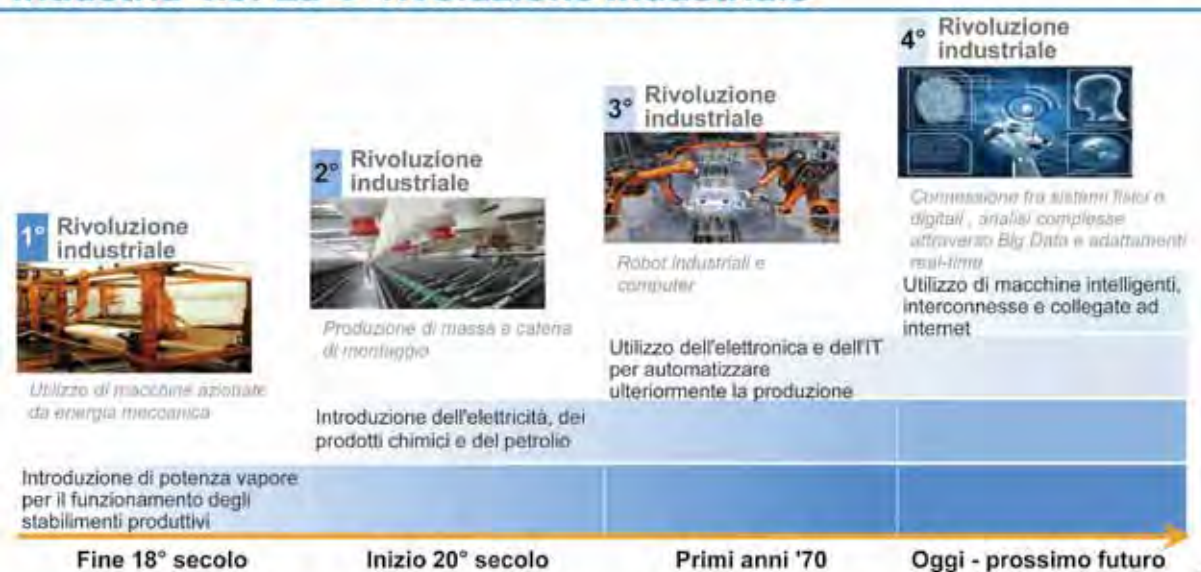 1° Rivoluzione
industriale
Utilizzo di macchine azionate
da energia meccanica
Introduzione di potenza vapore
per il funzionamento degli
stabilimenti produttivi
Fine 18° secolo
2° Rivoluzione
industriale
Produzione di massa e catena
di montaggio
Introduzione dell'elettricità, dei
prodotti chimici e del petrolio
Inizio 20° secolo
3° Rivoluzione
industriale
Robot industriali e
computer
Utilizzo dell'elettronica e dell'IT
per automatizzare
ulteriormente la produzione
Primi anni '70
4° Rivoluzione
industriale
Connessione fra sistemi fisici e
digitali , analisi complesse
attraverso Big Data e adattamenti
real-time
Utilizzo di macchine intelligenti,
interconnesse e collegate ad
internet
Oggi - prossimo futuro